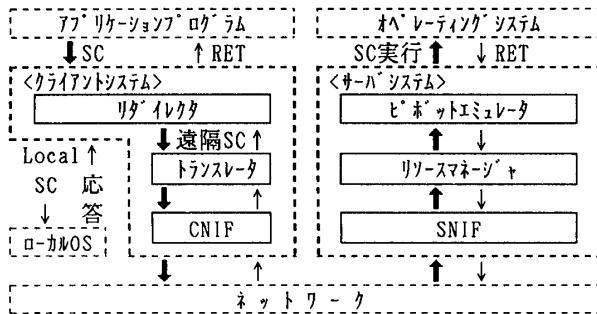 ｱﾌﾟﾘｹｰｼｮﾝﾌﾟﾛｸﾞﾗﾑ
ｵﾍﾟﾚｰﾃｨﾝｸﾞｼｽﾃﾑ
SC
RET
SC実行
RET
<ｸﾗｲｱﾝﾄｼｽﾃﾑ>
<ｻｰﾊﾞｼｽﾃﾑ>
ﾘﾀﾞｲﾚｸﾀ
ﾋﾟﾎﾞｯﾄｴﾐｭﾚｰﾀ
遠隔SC
Local
SC 応
答
ﾄﾗﾝｽﾚｰﾀ
ﾘｿｰｽﾏﾈｰｼﾞｬ
ﾛｰｶﾙOS
CNIF
SNIF
ﾈｯﾄﾜｰｸ